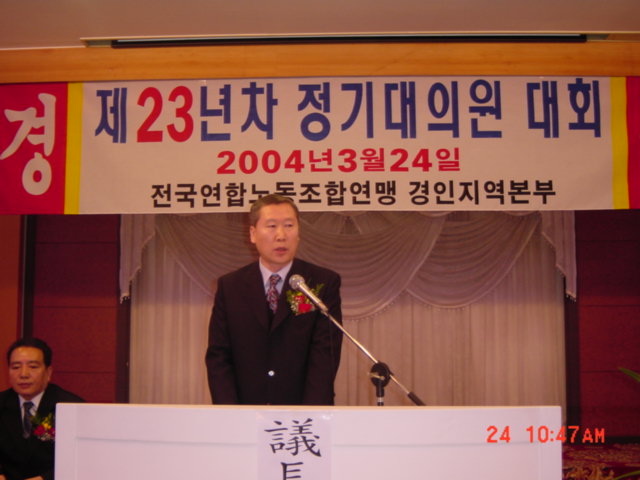 경
제23년차 정기대의원 대회
2004년3월24일
전국연합노동조합연맹 경인지역본부
議長
24 10:47AM